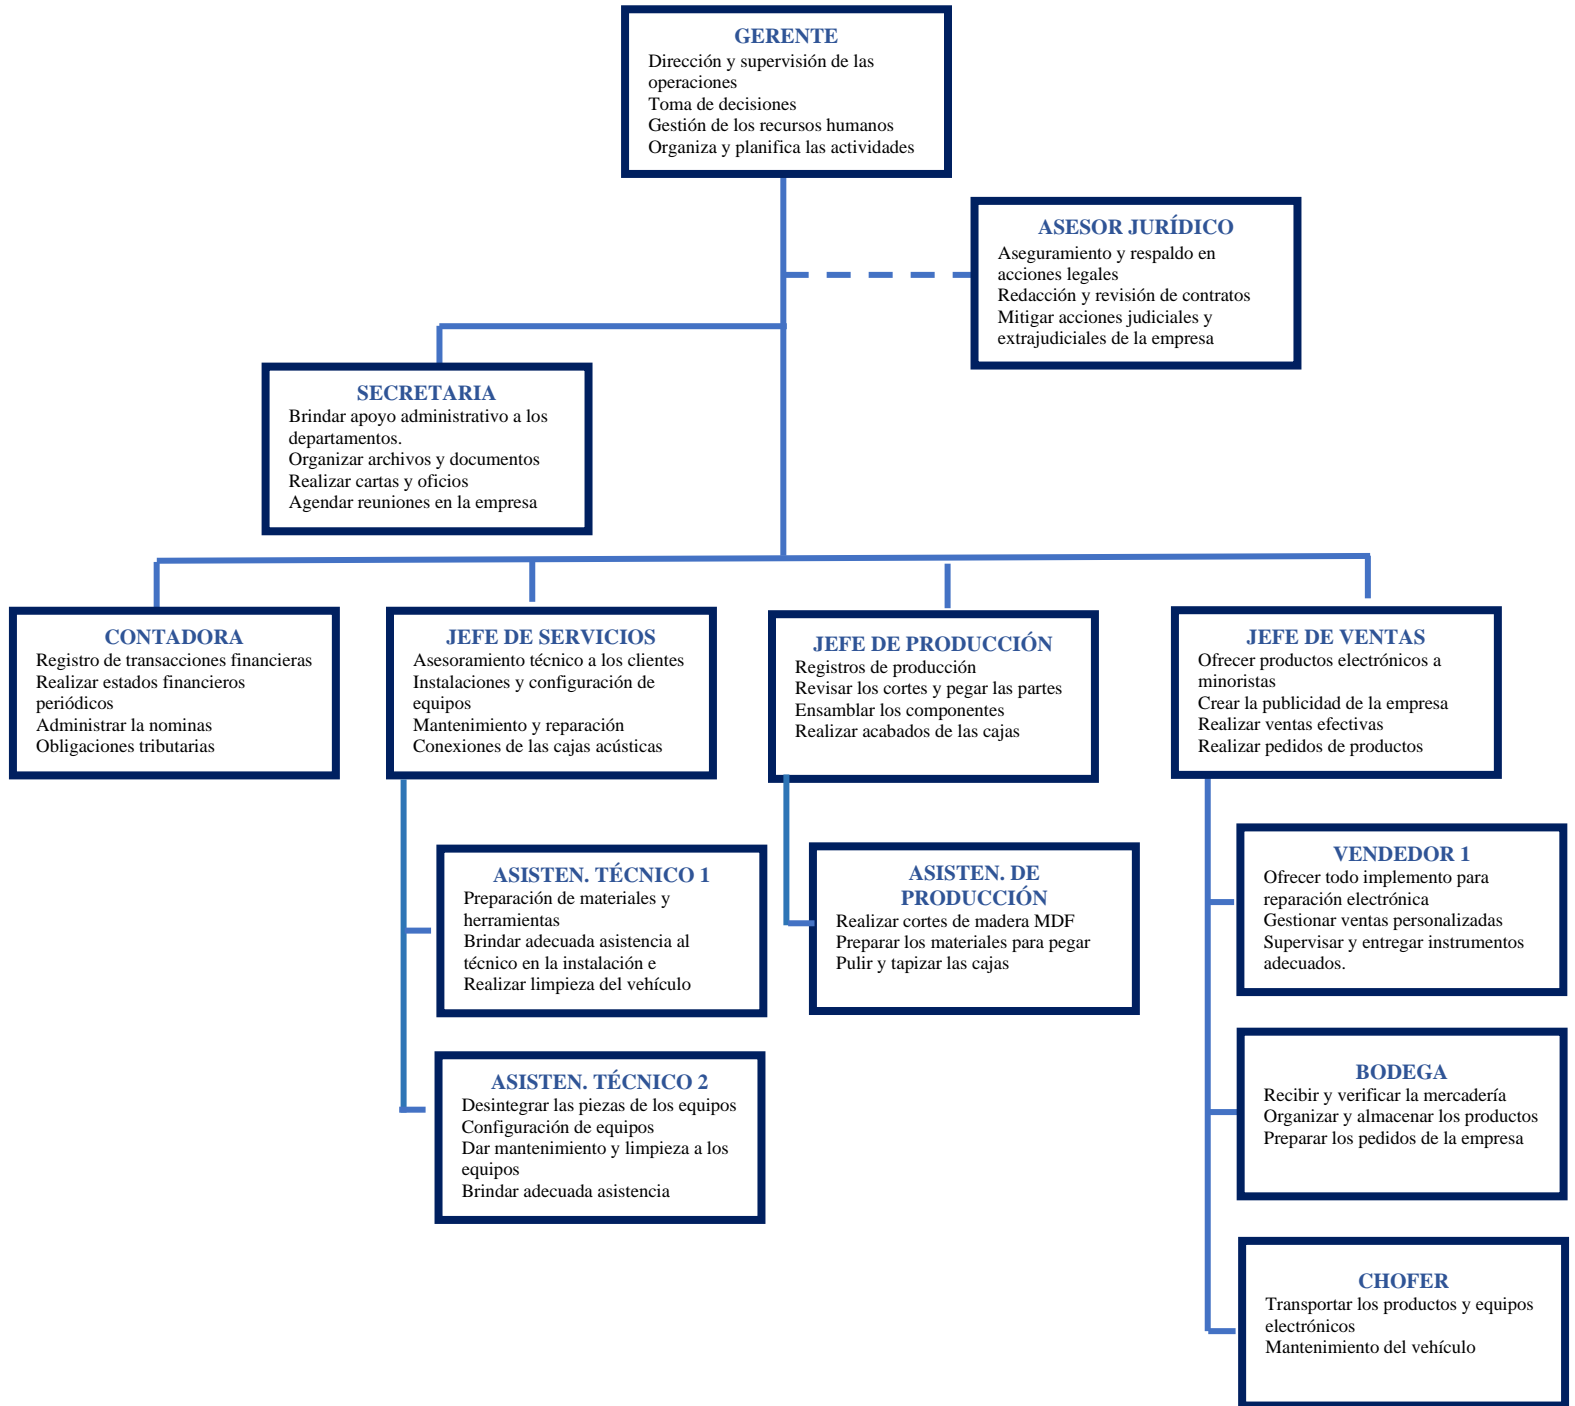 GERENTE
Dirección y supervisión de las
operaciones
Toma de decisiones
Gestión de los recursos humanos
Organiza y planifica las actividades
ASESOR JURÍDICO
Aseguramiento y respaldo en
acciones legales
Redacción y revisión de contratos
Mitigar acciones judiciales y
extrajudiciales de la empresa
SECRETARIA
Brindar apoyo administrativo a los
departamentos.
Organizar archivos y documentos
Realizar cartas y oficios
Agendar reuniones en la empresa
CONTADORA
Registro de transacciones financieras
Realizar estados financieros
periódicos
Administrar la nominas
Obligaciones tributarias
JEFE DE SERVICIOS
Asesoramiento técnico a los clientes
Instalaciones y configuración de
equipos
Mantenimiento y reparación
Conexiones de las cajas acústicas
JEFE DE PRODUCCIÓN
Registros de producción
Revisar los cortes y pegar las partes
Ensamblar los componentes
Realizar acabados de las cajas
JEFE DE VENTAS
Ofrecer productos electrónicos a
minoristas
Crear la publicidad de la empresa
Realizar ventas efectivas
Realizar pedidos de productos
ASISTEN. TÉCNICO 1
Preparación de materiales y
herramientas
Brindar adecuada asistencia al
técnico en la instalación e
Realizar limpieza del vehículo
ASISTEN. DE
PRODUCCIÓN
Realizar cortes de madera MDF
Preparar los materiales para pegar
Pulir y tapizar las cajas
VENDEDOR 1
Ofrecer todo implemento para
reparación electrónica
Gestionar ventas personalizadas
Supervisar y entregar instrumentos
adecuados.
ASISTEN. TÉCNICO 2
Desintegrar las piezas de los equipos
Configuración de equipos
Dar mantenimiento y limpieza a los
equipos
Brindar adecuada asistencia
BODEGA
Recibir y verificar la mercadería
Organizar y almacenar los productos
Preparar los pedidos de la empresa
CHOFER
Transportar los productos y equipos
electrónicos
Mantenimiento del vehículo